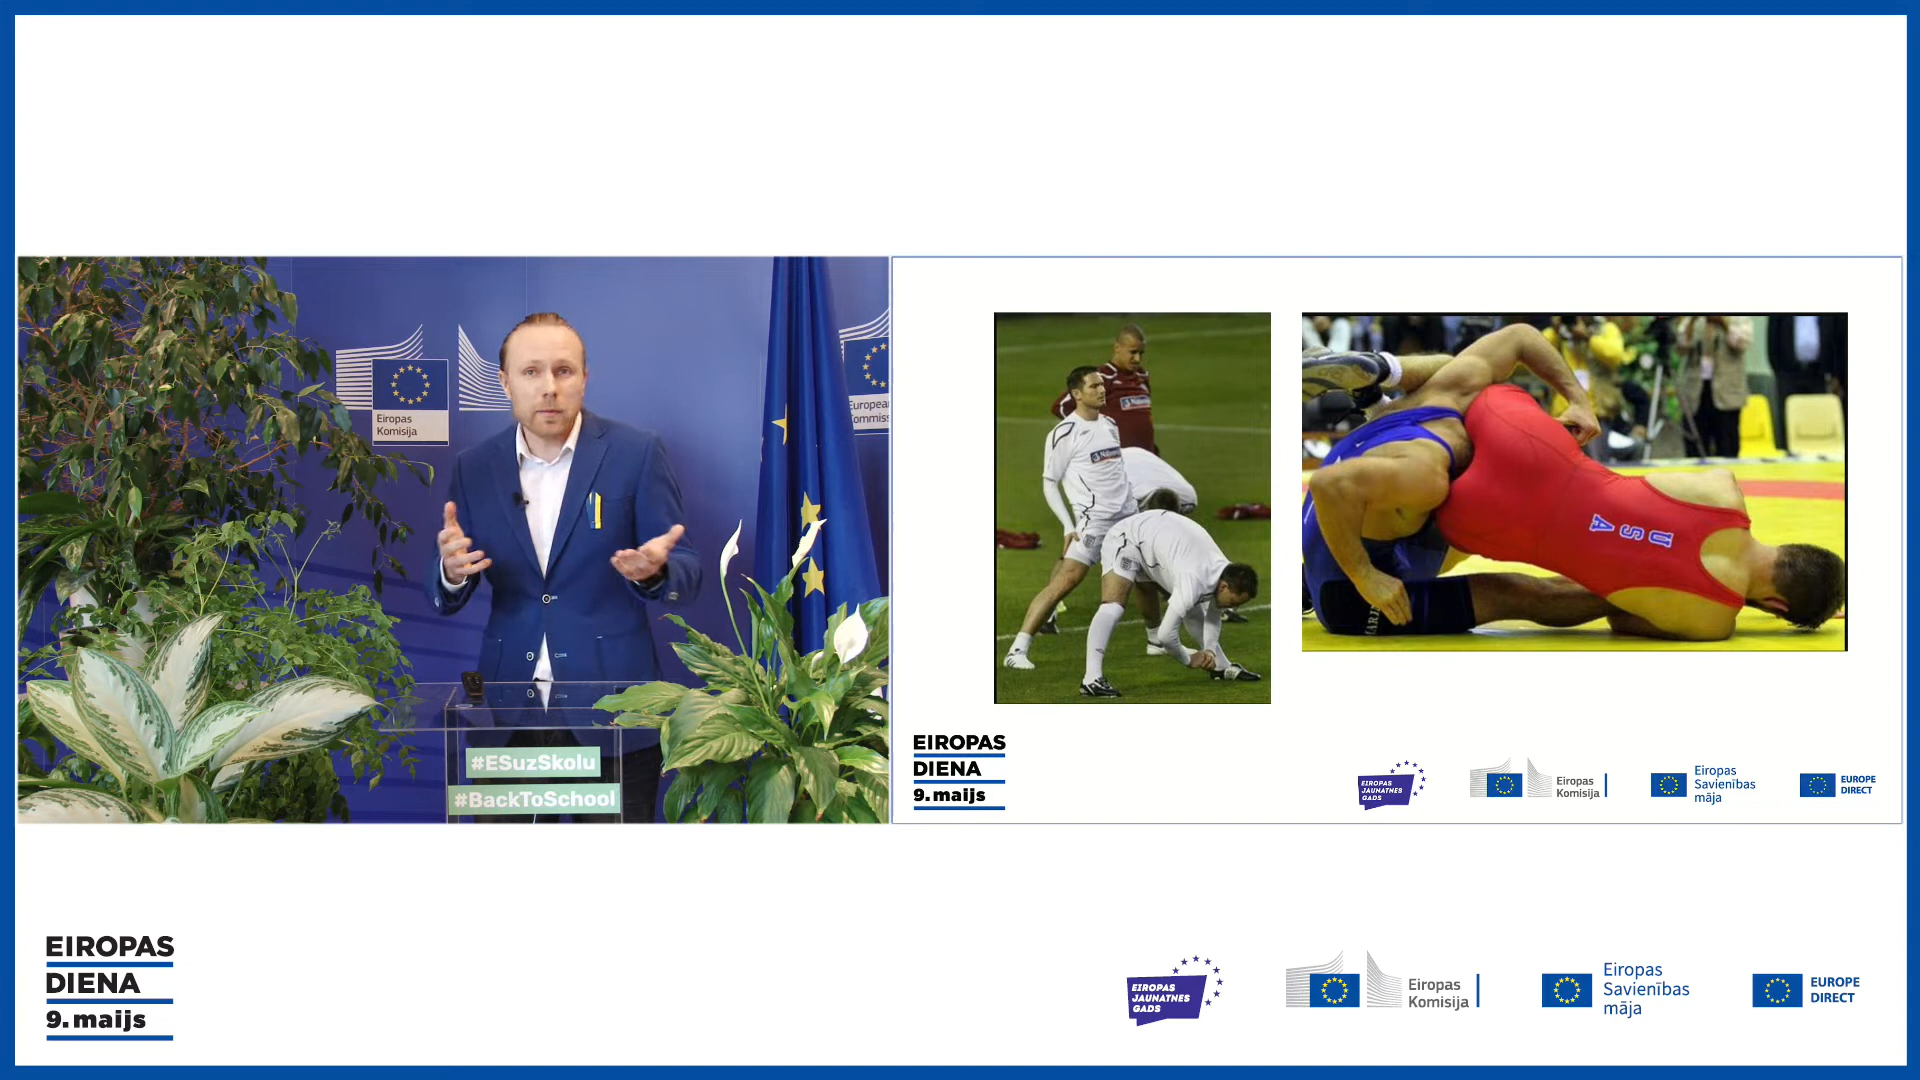 Eiropas
Komisija
European
Commiss
#ESuzSkolu
#BackToSchool
USA
EIROPAS
DIENA
9. maijs
EIROPAS
JAUNATNES
GADS
Eiropas
Komisija
Eiropas
Savienības
māja
EUROPE
DIRECT
EIROPAS
DIENA
9. maijs
EIROPAS
JAUNATNES
GADS
Eiropas
Komisija
Eiropas
Savienības
māja
EUROPE
DIRECT